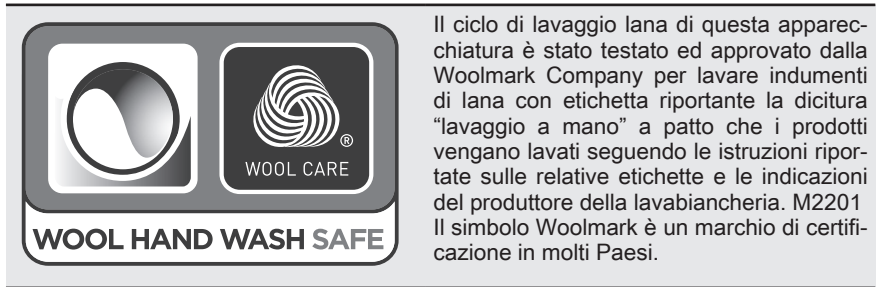 ®
WOOL CARE
WOOL HAND WASH SAFE
Il ciclo di lavaggio lana di questa apparec-
chiatura è stato testato ed approvato dalla
Woolmark Company per lavare indumenti
di lana con etichetta riportante la dicitura
“lavaggio a mano” a patto che i prodotti
vengano lavati seguendo le istruzioni ripor-
tate sulle relative etichette e le indicazioni
del produttore della lavabiancheria. M2201
Il simbolo Woolmark è un marchio di certifi-
cazione in molti Paesi.